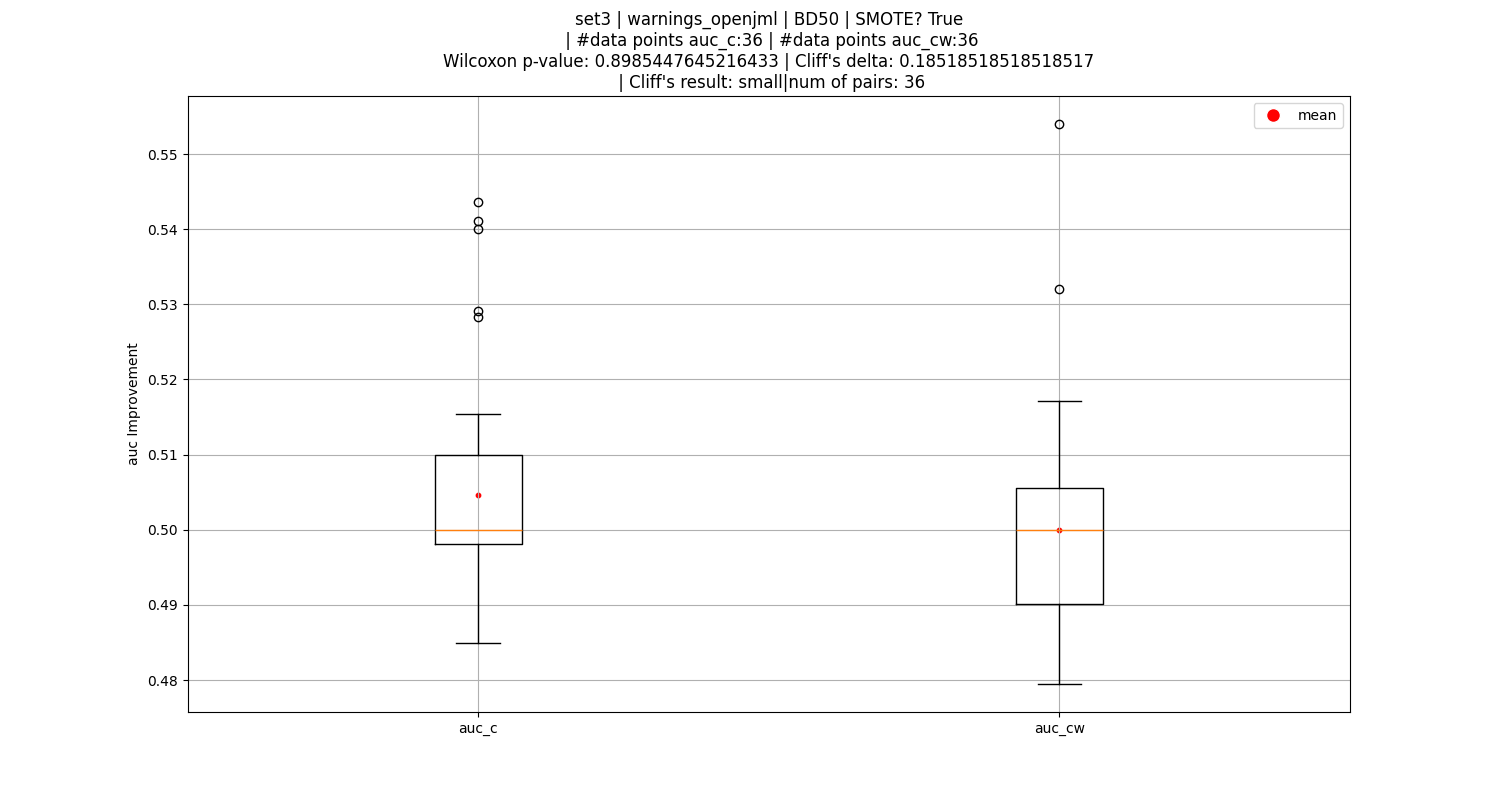 set3 | warnings_openjml | BD50 | SMOTE? True
| #data points auc_c:36 | #data points auc_cw:36
Wilcoxon p-value: 0.8985447645216433 | Cliff's delta: 0.18518518518518517
| Cliff's result: small|num of pairs: 36
mean
0.55
0.54
0.53
0.52
0.51
0.50
0.49
0.48
auc Improvement
auc_c
auc_cw